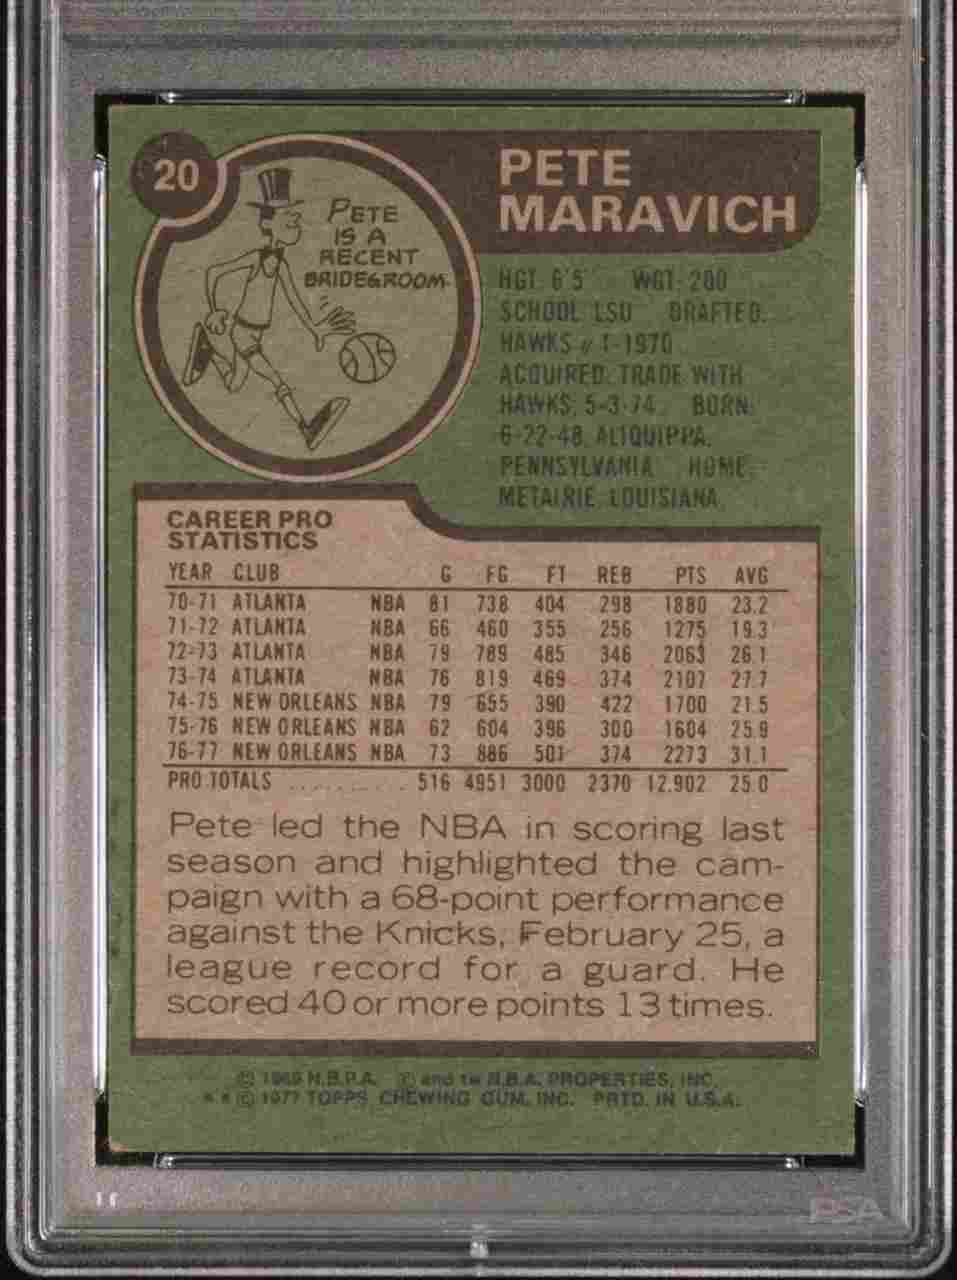 20
PETE
MARAVICH
PETE
IS A
RECENT
BRIDEGROOM.
HGT: 6'5" WGT: 200
SCHOOL: LSU DRAFTED:
HAWKS #1-1970
ACQUIRED: TRADE WITH
HAWKS, 5-3-74 BORN:
6-22-48, ALIQUIPPA,
PENNSYLVANIA HOME:
METAIRIE, LOUISIANA
CAREER PRO
STATISTICS
YEAR CLUB G FG FT REB PTS AVG
70-71 ATLANTA NBA 81 738 404 298 1880 23.2
71-72 ATLANTA NBA 66 460 355 256 1275 19.3
72-73 ATLANTA NBA 79 789 485 346 2063 26.1
73-74 ATLANTA NBA 76 819 469 374 2107 27.7
74-75 NEW ORLEANS NBA 79 655 390 422 1700 21.5
75-76 NEW ORLEANS NBA 62 604 396 300 1604 25.9
76-77 NEW ORLEANS NBA 73 886 501 374 2273 31.1
PRO TOTALS .......... 516 4951 3000 2370 12,902 25.0
Pete led the NBA in scoring last
season and highlighted the cam-
paign with a 68-point performance
against the Knicks, February 25, a
league record for a guard. He
scored 40 or more points 13 times.
© 1969 N.B.P.A. © and ™ N.B.A. PROPERTIES, INC.
* * © 1977 TOPPS CHEWING GUM, INC. PRTD. IN U.S.A.
PSA